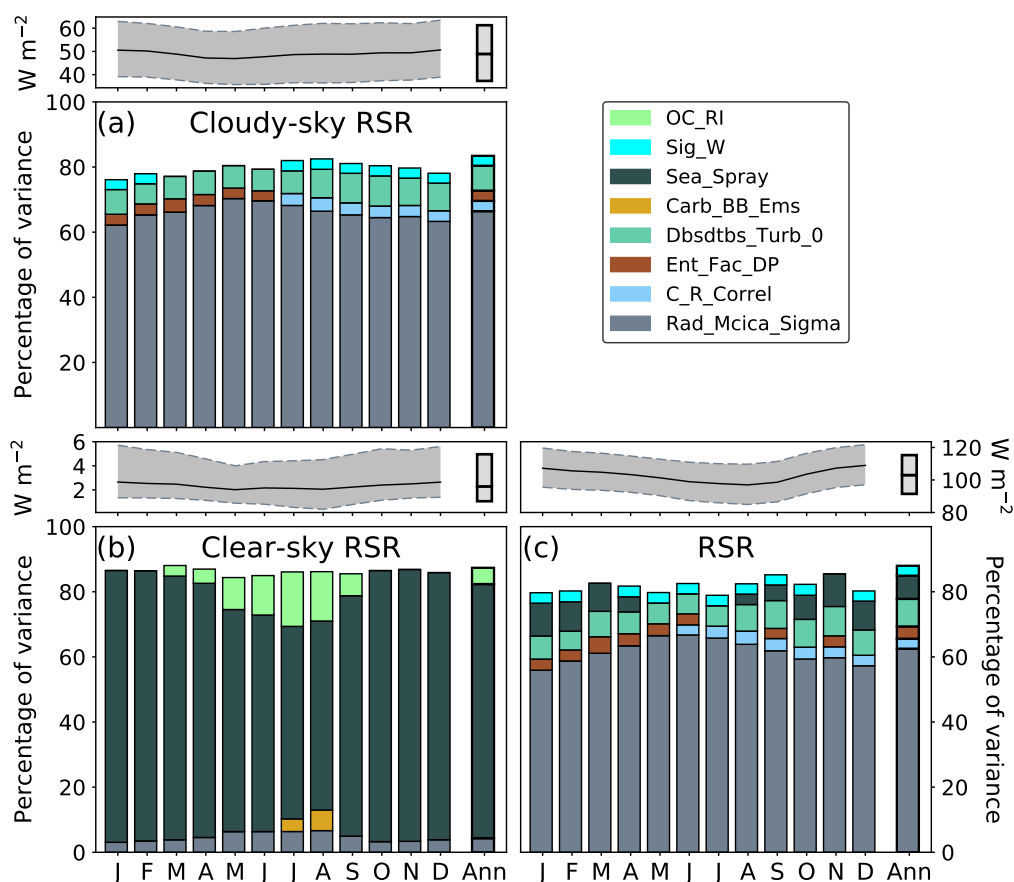 W m−2
60
50
40
Percentage of variance
100
80
60
40
20
(a)
Cloudy-sky RSR
OC_RI
Sig_W
Sea_Spray
Carb_BB_Ems
Dbsdtbs_Turb_0
Ent_Fac_DP
C_R_Correl
Rad_Mcica_Sigma
W m−2
6
4
2
120
100
80
W m−2
Percentage of variance
100
80
60
40
20
0
(b)
Clear-sky RSR
J F M A M J J A S O N D Ann
(c)
RSR
80
60
40
20
0
Percentage of variance
J F M A M J J A S O N D Ann